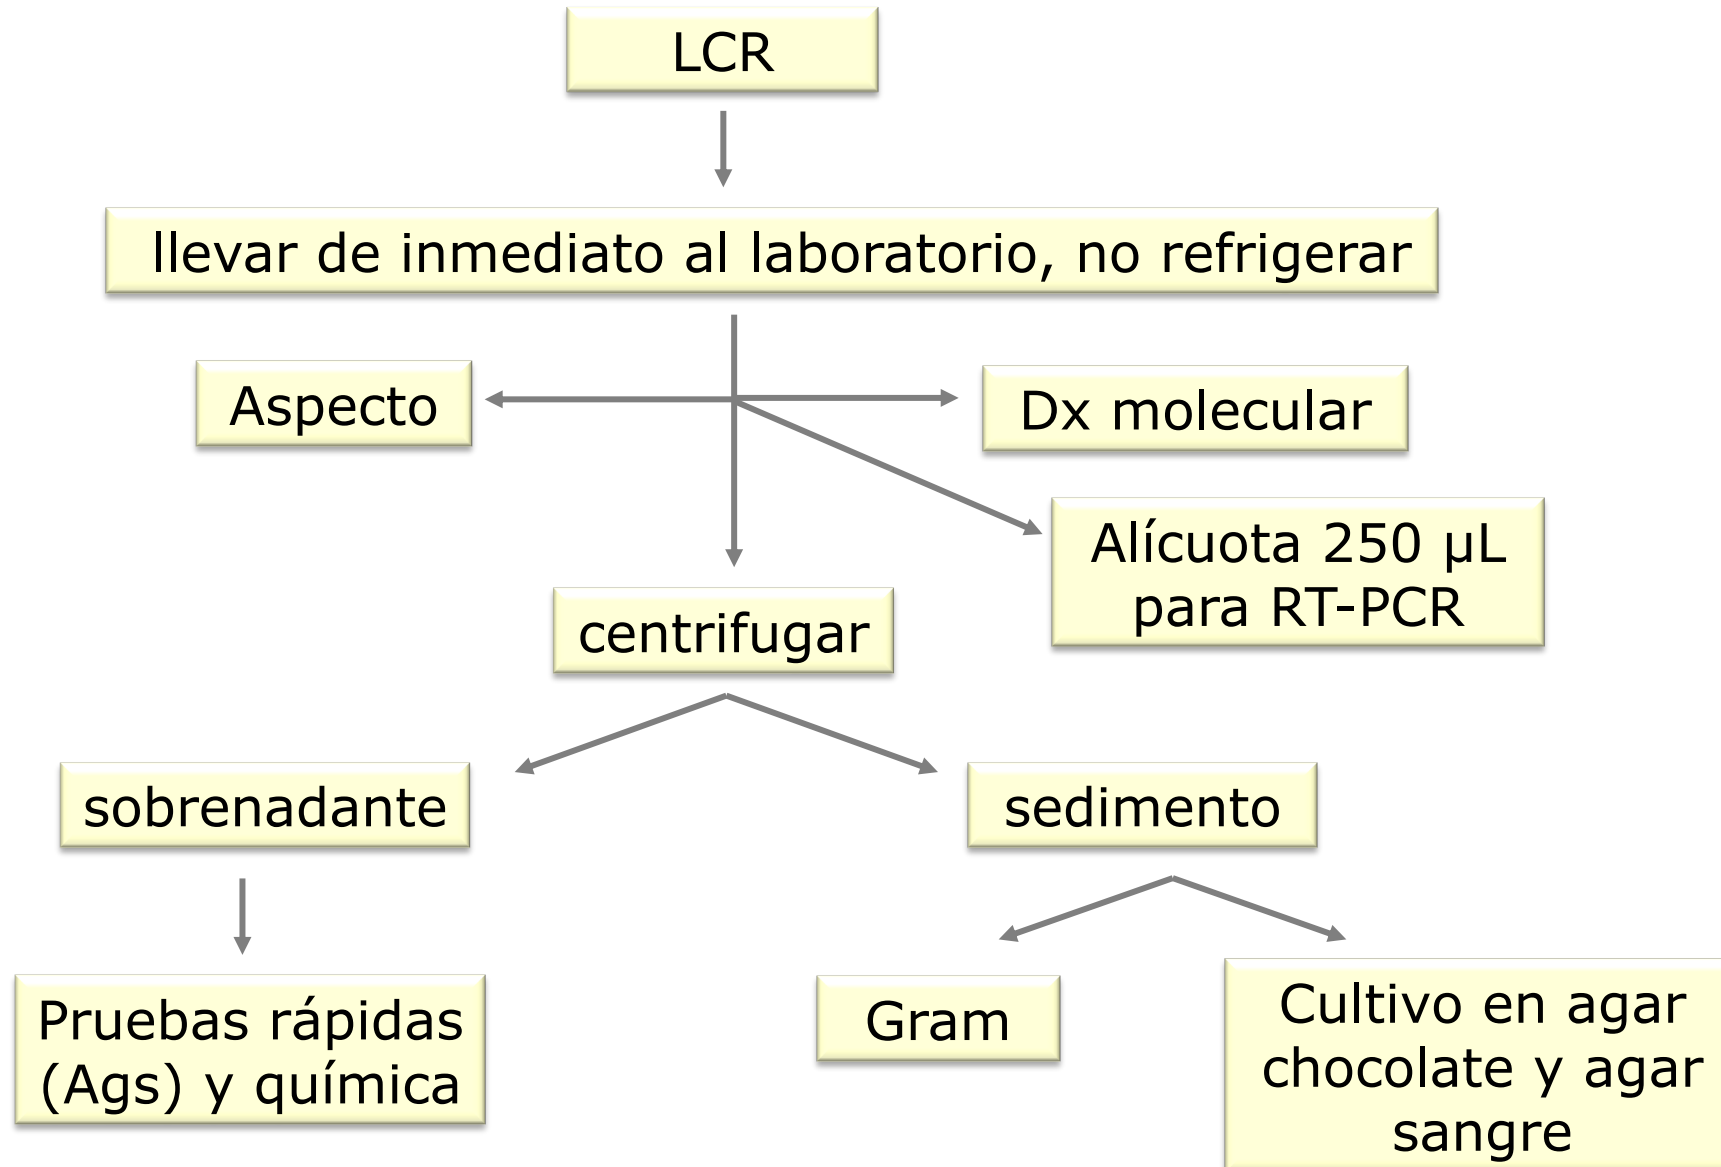 LCR
llevar de inmediato al laboratorio, no refrigerar
Aspecto
Dx molecular
Alícuota 250 µL
para RT-PCR
centrifugar
sobrenadante
sedimento
Pruebas rápidas
(Ags) y química
Gram
Cultivo en agar
chocolate y agar
sangre